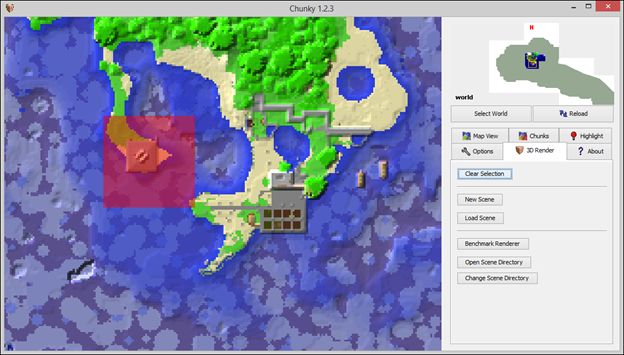 Chunky 1.2.3
H
world
Select World
Reload
Map View
Chunks
Highlight
Options
3D Render
? About
Clear Selection
New Scene
Load Scene
Benchmark Renderer
Open Scene Directory
Change Scene Directory